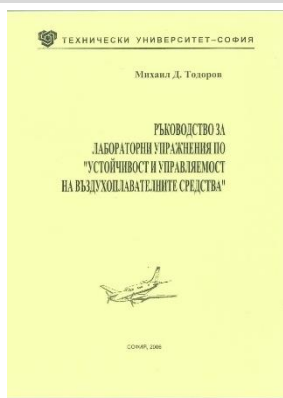 ТЕХНИЧЕСКИ УНИВЕРСИТЕТ–СОФИЯ
Михаил Д. Тодоров
РЪКОВОДСТВО ЗА
ЛАБОРАТОРНИ УПРАЖНЕНИЯ ПО
"УСТОЙЧИВОСТ И УПРАВЛЯЕМОСТ
НА ВЪЗДУХОПЛАВАТЕЛНИТЕ СРЕДСТВА"
СОФИЯ,